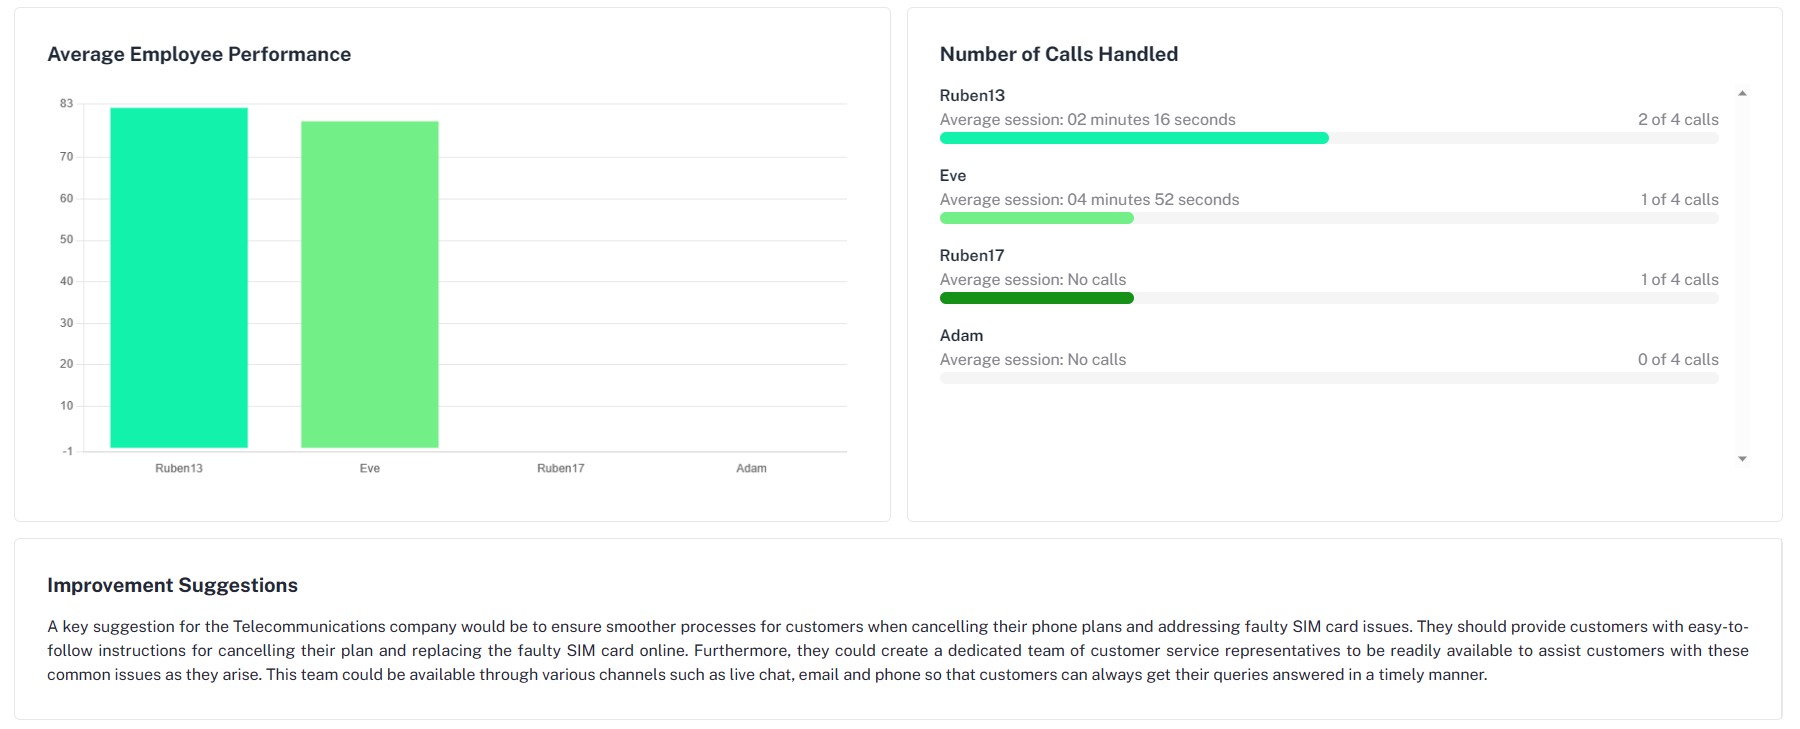 Average Employee Performance
83
70
60
50
40
30
20
10
-1
Ruben13 Eve Ruben17 Adam
Number of Calls Handled
Ruben13
Average session: 02 minutes 16 seconds 2 of 4 calls
Eve
Average session: 04 minutes 52 seconds 1 of 4 calls
Ruben17
Average session: No calls 1 of 4 calls
Adam
Average session: No calls 0 of 4 calls
Improvement Suggestions
A key suggestion for the Telecommunications company would be to ensure smoother processes for customers when cancelling their phone plans and addressing faulty SIM card issues. They should provide customers with easy-to-
follow instructions for cancelling their plan and replacing the faulty SIM card online. Furthermore, they could create a dedicated team of customer service representatives to be readily available to assist customers with these
common issues as they arise. This team could be available through various channels such as live chat, email and phone so that customers can always get their queries answered in a timely manner.